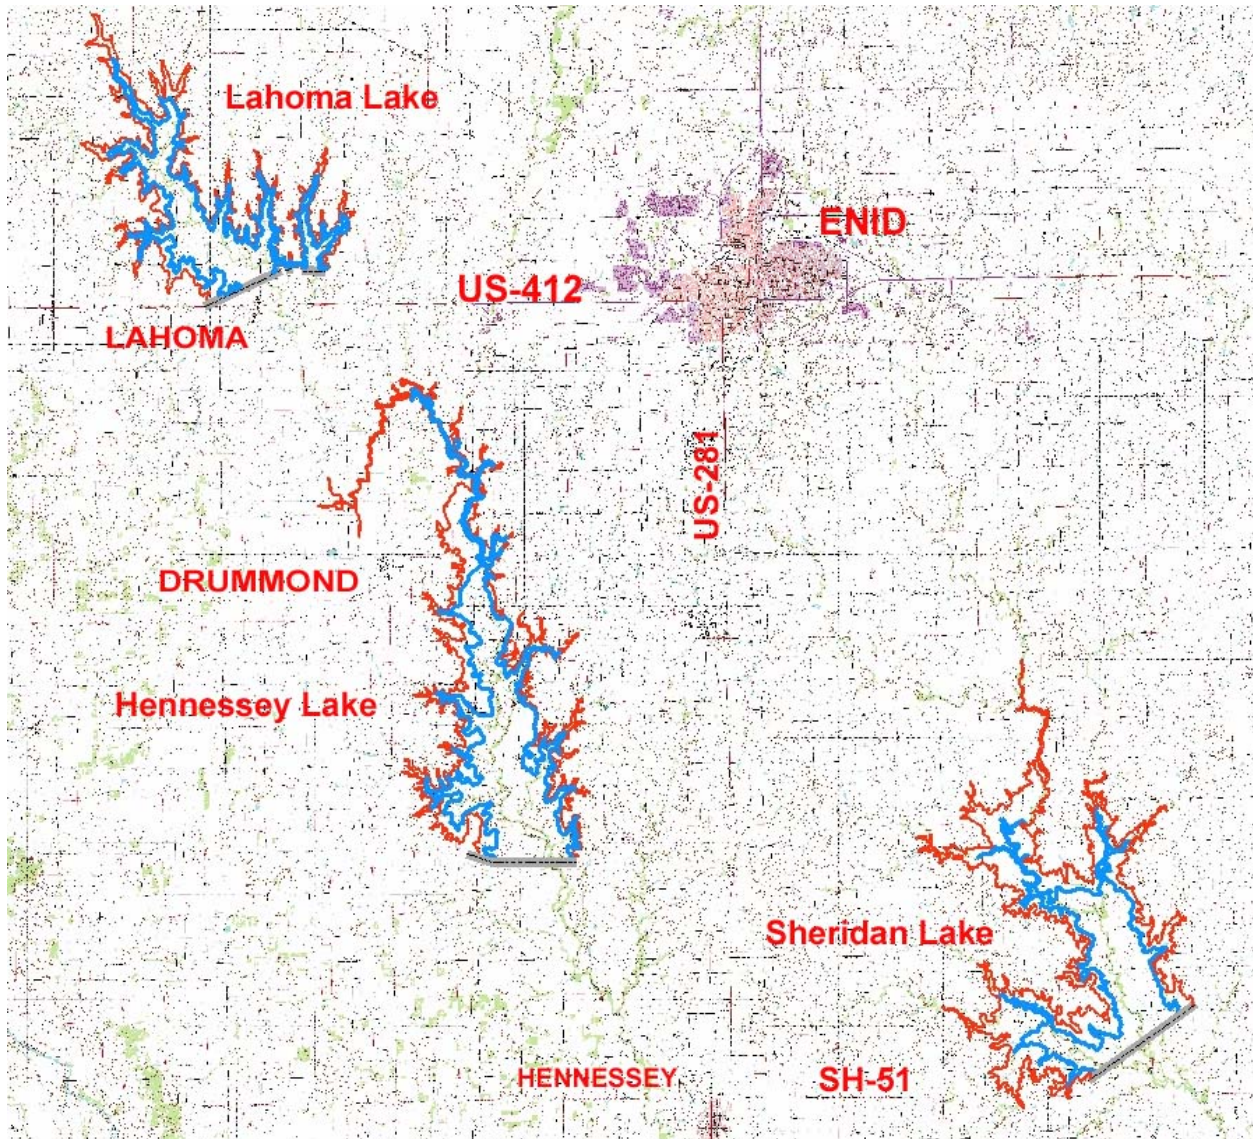 Lahoma Lake
ENID
US-412
LAHOMA
US-281
DRUMMOND
Hennessey Lake
Sheridan Lake
HENNESSEY
SH-51